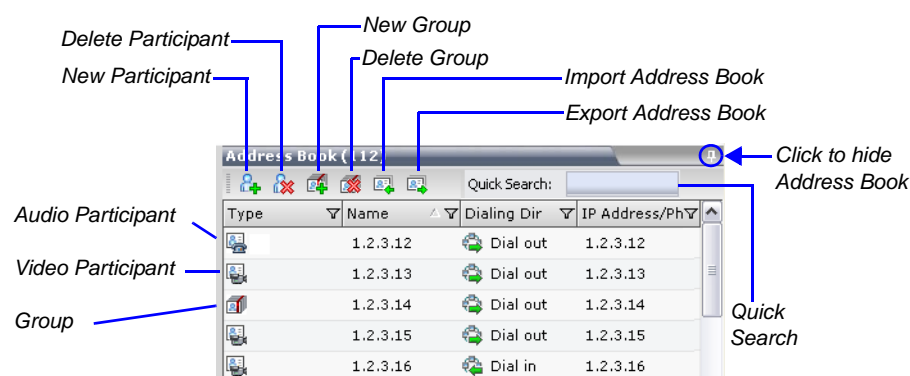 New Group
Delete Participant
Delete Group
New Participant
Import Address Book
Export Address Book
Address Book (112)
Click to hide
Address Book
Quick Search:
Type Name Dialing Dir IP Address/Ph
Audio Participant
1.2.3.12 Dial out 1.2.3.12
Video Participant
1.2.3.13 Dial out 1.2.3.13
Group
1.2.3.14 Dial out 1.2.3.14
Quick
Search
1.2.3.15 Dial out 1.2.3.15
1.2.3.16 Dial in 1.2.3.16